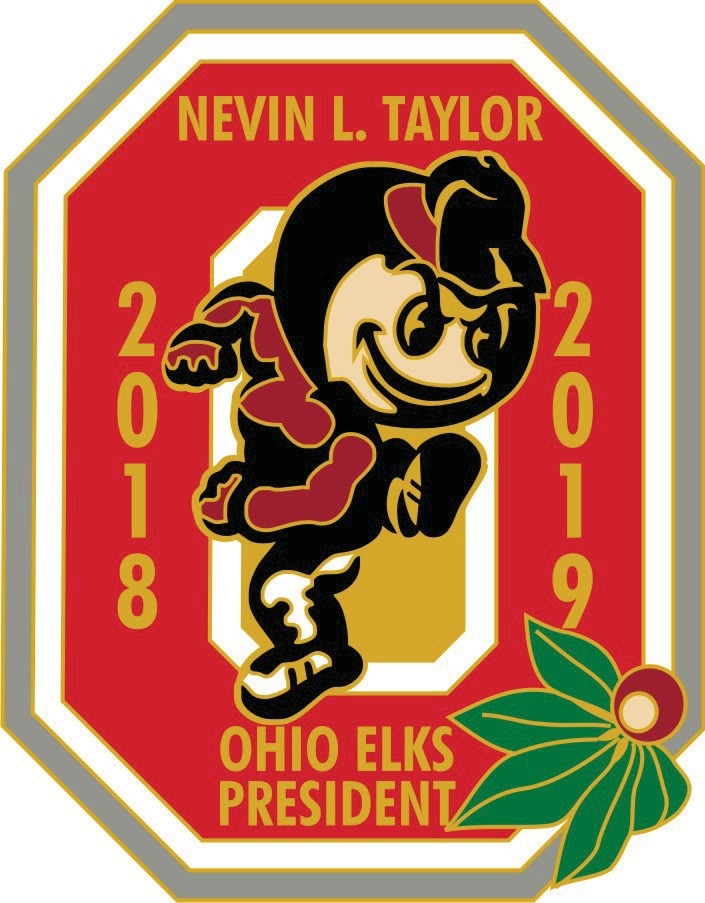 NEVIN L. TAYLOR
2018
2019
OHIO ELKS
PRESIDENT